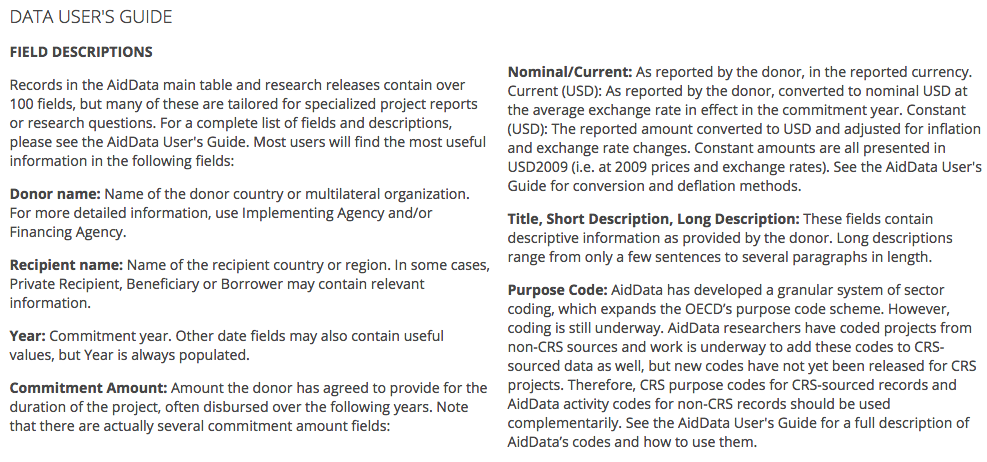 DATA USER'S GUIDE
FIELD DESCRIPTIONS
Records in the AidData main table and research releases contain over
100 fields, but many of these are tailored for specialized project reports
or research questions. For a complete list of fields and descriptions,
please see the AidData User's Guide. Most users will find the most useful
information in the following fields:
Donor name: Name of the donor country or multilateral organization.
For more detailed information, use Implementing Agency and/or
Financing Agency.
Recipient name: Name of the recipient country or region. In some cases,
Private Recipient, Beneficiary or Borrower may contain relevant
information.
Year: Commitment year. Other date fields may also contain useful
values, but Year is always populated.
Commitment Amount: Amount the donor has agreed to provide for the
duration of the project, often disbursed over the following years. Note
that there are actually several commitment amount fields:
Nominal/Current: As reported by the donor, in the reported currency.
Current (USD): As reported by the donor, converted to nominal USD at
the average exchange rate in effect in the commitment year. Constant
(USD): The reported amount converted to USD and adjusted for inflation
and exchange rate changes. Constant amounts are all presented in
USD2009 (i.e. at 2009 prices and exchange rates). See the AidData User's
Guide for conversion and deflation methods.
Title, Short Description, Long Description: These fields contain
descriptive information as provided by the donor. Long descriptions
range from only a few sentences to several paragraphs in length.
Purpose Code: AidData has developed a granular system of sector
coding, which expands the OECD’s purpose code scheme. However,
coding is still underway. AidData researchers have coded projects from
non-CRS sources and work is underway to add these codes to CRS-
sourced data as well, but new codes have not yet been released for CRS
projects. Therefore, CRS purpose codes for CRS-sourced records and
AidData activity codes for non-CRS records should be used
complementarily. See the AidData User's Guide for a full description of
AidData’s codes and how to use them.